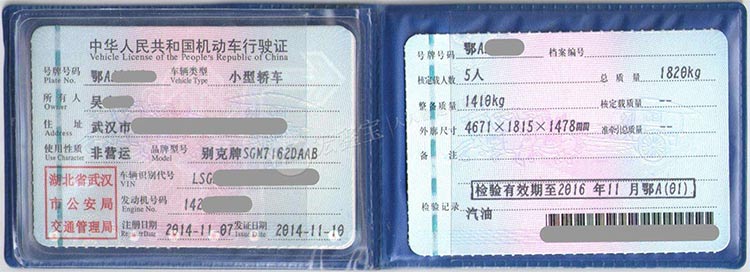 中华人民共和国机动车行驶证
Vehicle License of the People's Republic of China
号牌号码 鄂A 车辆类型 小型轿车
Plate No. Vehicle Type
所有人 吴
Owner
住址 武汉市
Address
使用性质 非营运 品牌型号 别克牌SGM7162DAAB
Use Character Model
湖北省武汉
市公安局
交通管理局
车辆识别代号 LSG
VIN
发动机号码 142
Engine No.
注册日期 2014-11-07 发证日期 2014-11-10
Register Date Issue Date
号牌号码 鄂A 档案编号
核定载人数 5人 总质量 1820kg
整备质量 1410kg 核定载质量 --
外廓尺寸 4671×1815×1478mm 准牵引总质量 --
备注
检验有效期至2016年11月鄂A(01)
检验记录
汽油